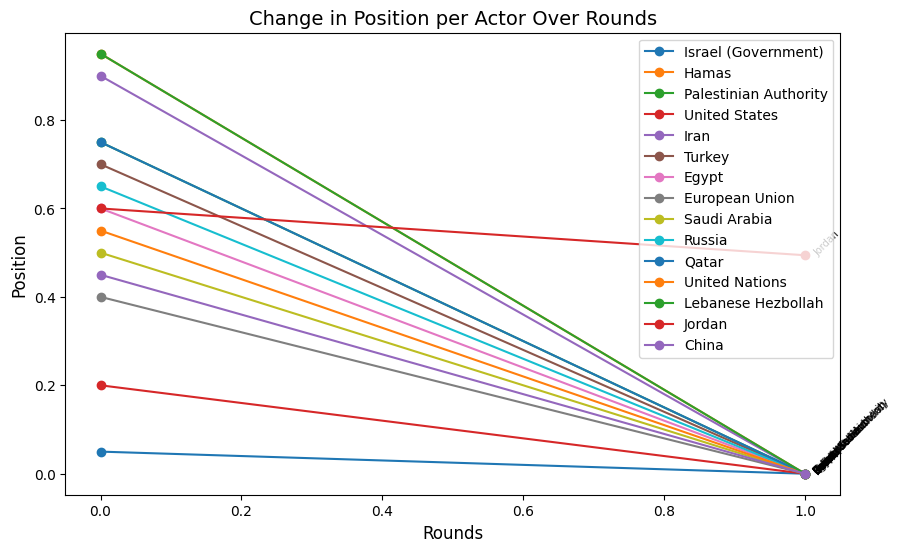 Change in Position per Actor Over Rounds
Position
0.8
0.6
0.4
0.2
0.0
Israel (Government)
Hamas
Palestinian Authority
United States
Iran
Turkey
Egypt
European Union
Saudi Arabia
Russia
Qatar
United Nations
Lebanese Hezbollah
Jordan
China
Jordan
0.0
0.2
0.4
0.6
0.8
1.0
Rounds